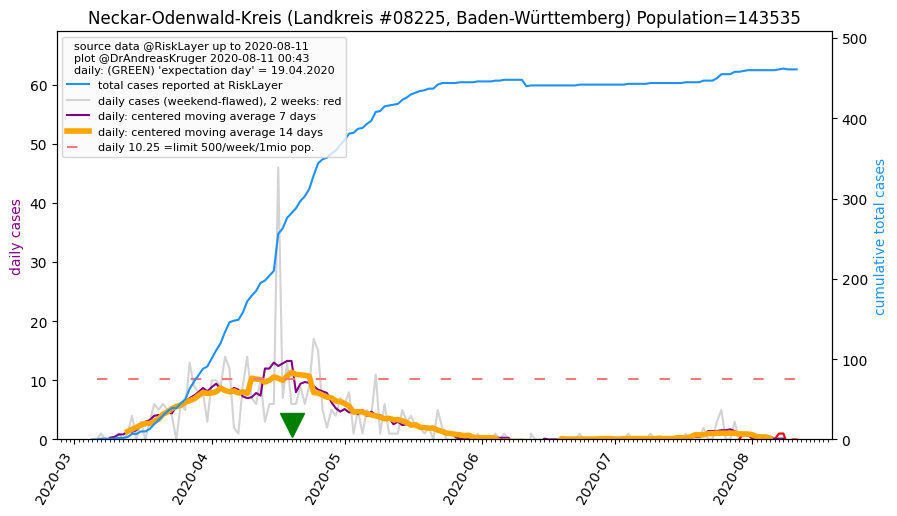 Neckar-Odenwald-Kreis (Landkreis #08225, Baden-Württemberg) Population=143535
source data @RiskLayer up to 2020-08-11
plot @DrAndreasKruger 2020-08-11 00:43
daily: (GREEN) 'expectation day' = 19.04.2020
total cases reported at RiskLayer
daily cases (weekend-flawed), 2 weeks: red
daily: centered moving average 7 days
daily: centered moving average 14 days
daily 10.25 =limit 500/week/1mio pop.
daily cases
60
50
40
30
20
10
0
cumulative total cases
500
400
300
200
100
0
2020-03
2020-04
2020-05
2020-06
2020-07
2020-08